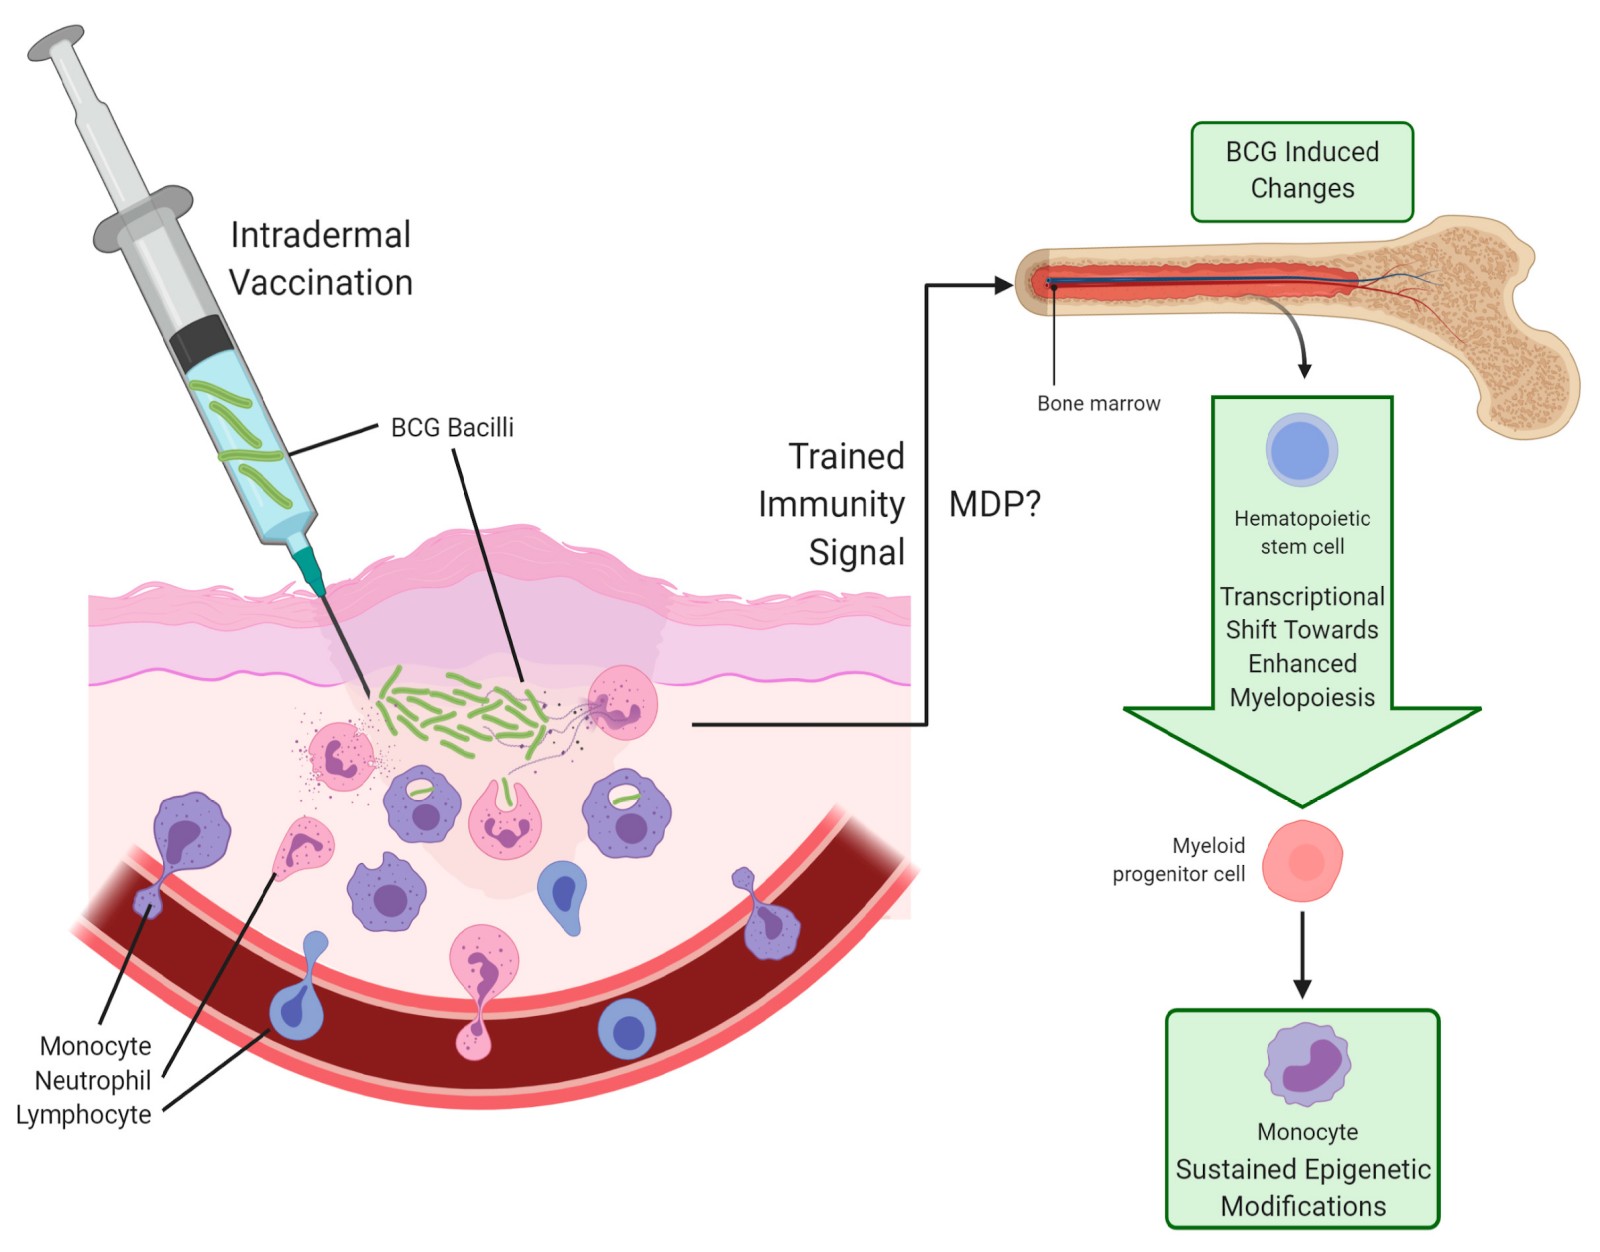 Intradermal
Vaccination
BCG Bacilli
Monocyte
Neutrophil
Lymphocyte
Trained
Immunity
Signal
MDP?
BCG Induced
Changes
Bone marrow
Hematopoietic
stem cell
Transcriptional
Shift Towards
Enhanced
Myelopoiesis
Myeloid
progenitor cell
Monocyte
Sustained Epigenetic
Modifications